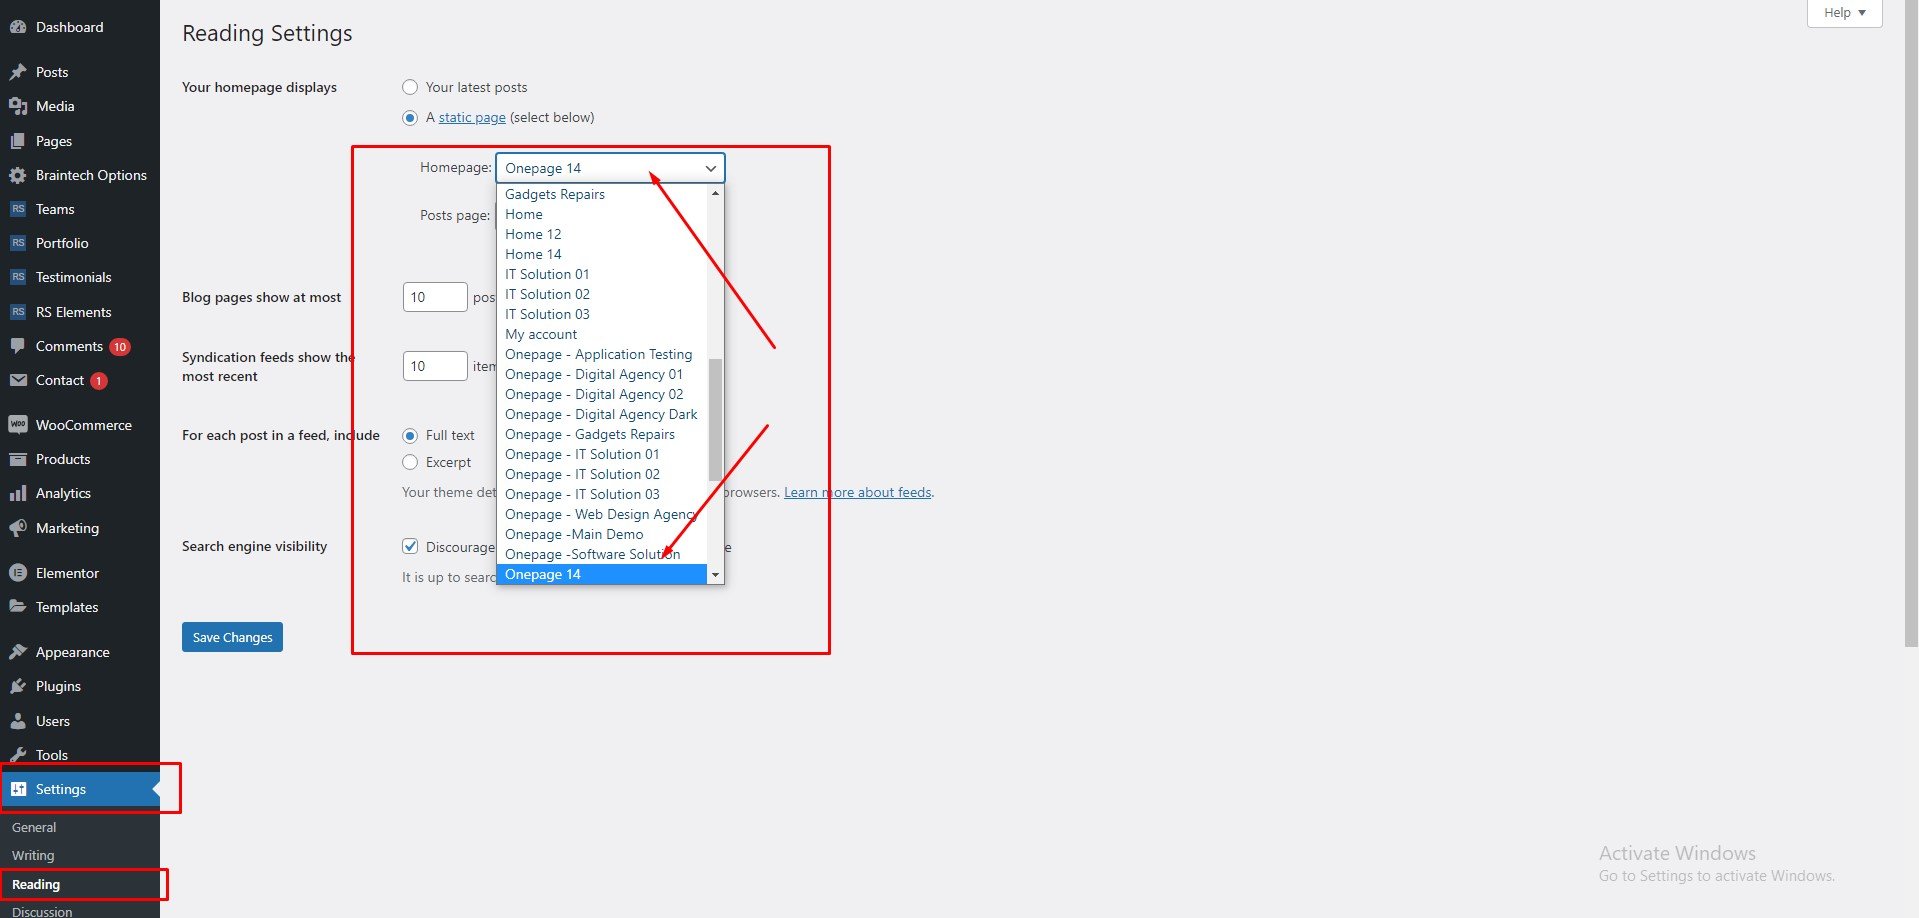 Dashboard
Posts
Media
Pages
Braintech Options
RS Teams
RS Portfolio
RS Testimonials
RS RS Elements
Comments 10
Contact 1
Woo WooCommerce
Products
Analytics
Marketing
Elementor
Templates
Appearance
Plugins
Users
Tools
Settings
General
Writing
Reading
Discussion
Help
Reading Settings
Your homepage displays
Your latest posts
A static page (select below)
Homepage: Onepage 14
Gadgets Repairs
Home
Home 12
Home 14
IT Solution 01
IT Solution 02
IT Solution 03
My account
Onepage - Application Testing
Onepage - Digital Agency 01
Onepage - Digital Agency 02
Onepage - Digital Agency Dark
Onepage - Gadgets Repairs
Onepage - IT Solution 01
Onepage - IT Solution 02
Onepage - IT Solution 03
Onepage - Web Design Agency
Onepage -Main Demo
Onepage -Software Solution
Onepage 14
Posts page:
Blog pages show at most
10 pos
Syndication feeds show the
most recent
10 item
For each post in a feed, include
Full text
Excerpt
Your theme det
browsers. Learn more about feeds.
Search engine visibility
Discourage
e
It is up to searc
Save Changes
Activate Windows
Go to Settings to activate Windows.